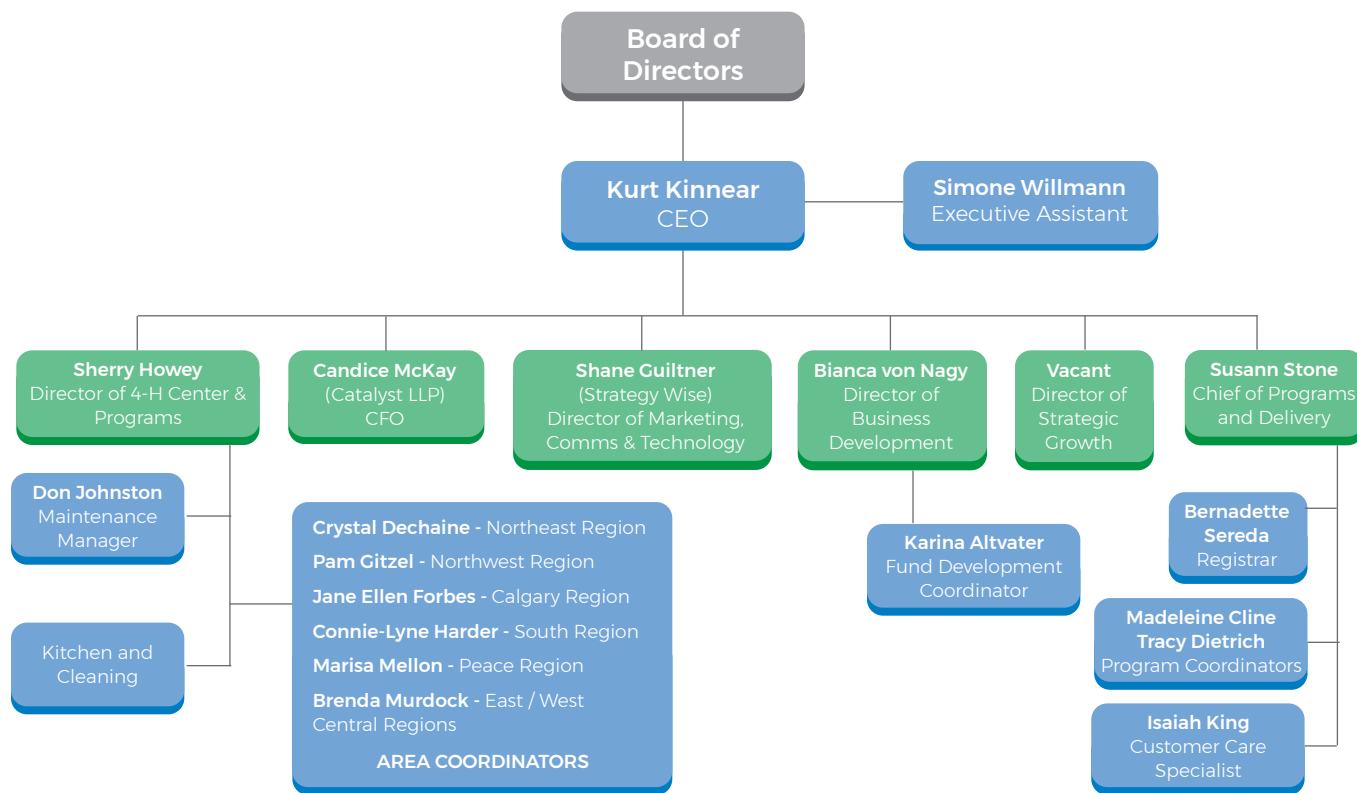 Board of
Directors
Kurt Kinnear
CEO
Simone Willmann
Executive Assistant
Sherry Howey
Director of 4-H Center &
Programs
Candice McKay
(Catalyst LLP)
CFO
Shane Guiltner
(Strategy Wise)
Director of Marketing,
Comms & Technology
Bianca von Nagy
Director of
Business
Development
Vacant
Director of
Strategic
Growth
Susann Stone
Chief of Programs
and Delivery
Don Johnston
Maintenance
Manager
Kitchen and
Cleaning
Crystal Dechaine - Northeast Region
Pam Gitzel - Northwest Region
Jane Ellen Forbes - Calgary Region
Connie-Lyne Harder - South Region
Marisa Mellon - Peace Region
Brenda Murdock - East / West
Central Regions
AREA COORDINATORS
Karina Altvater
Fund Development
Coordinator
Bernadette
Sereda
Registrar
Madeleine Cline
Tracy Dietrich
Program Coordinators
Isaiah King
Customer Care
Specialist